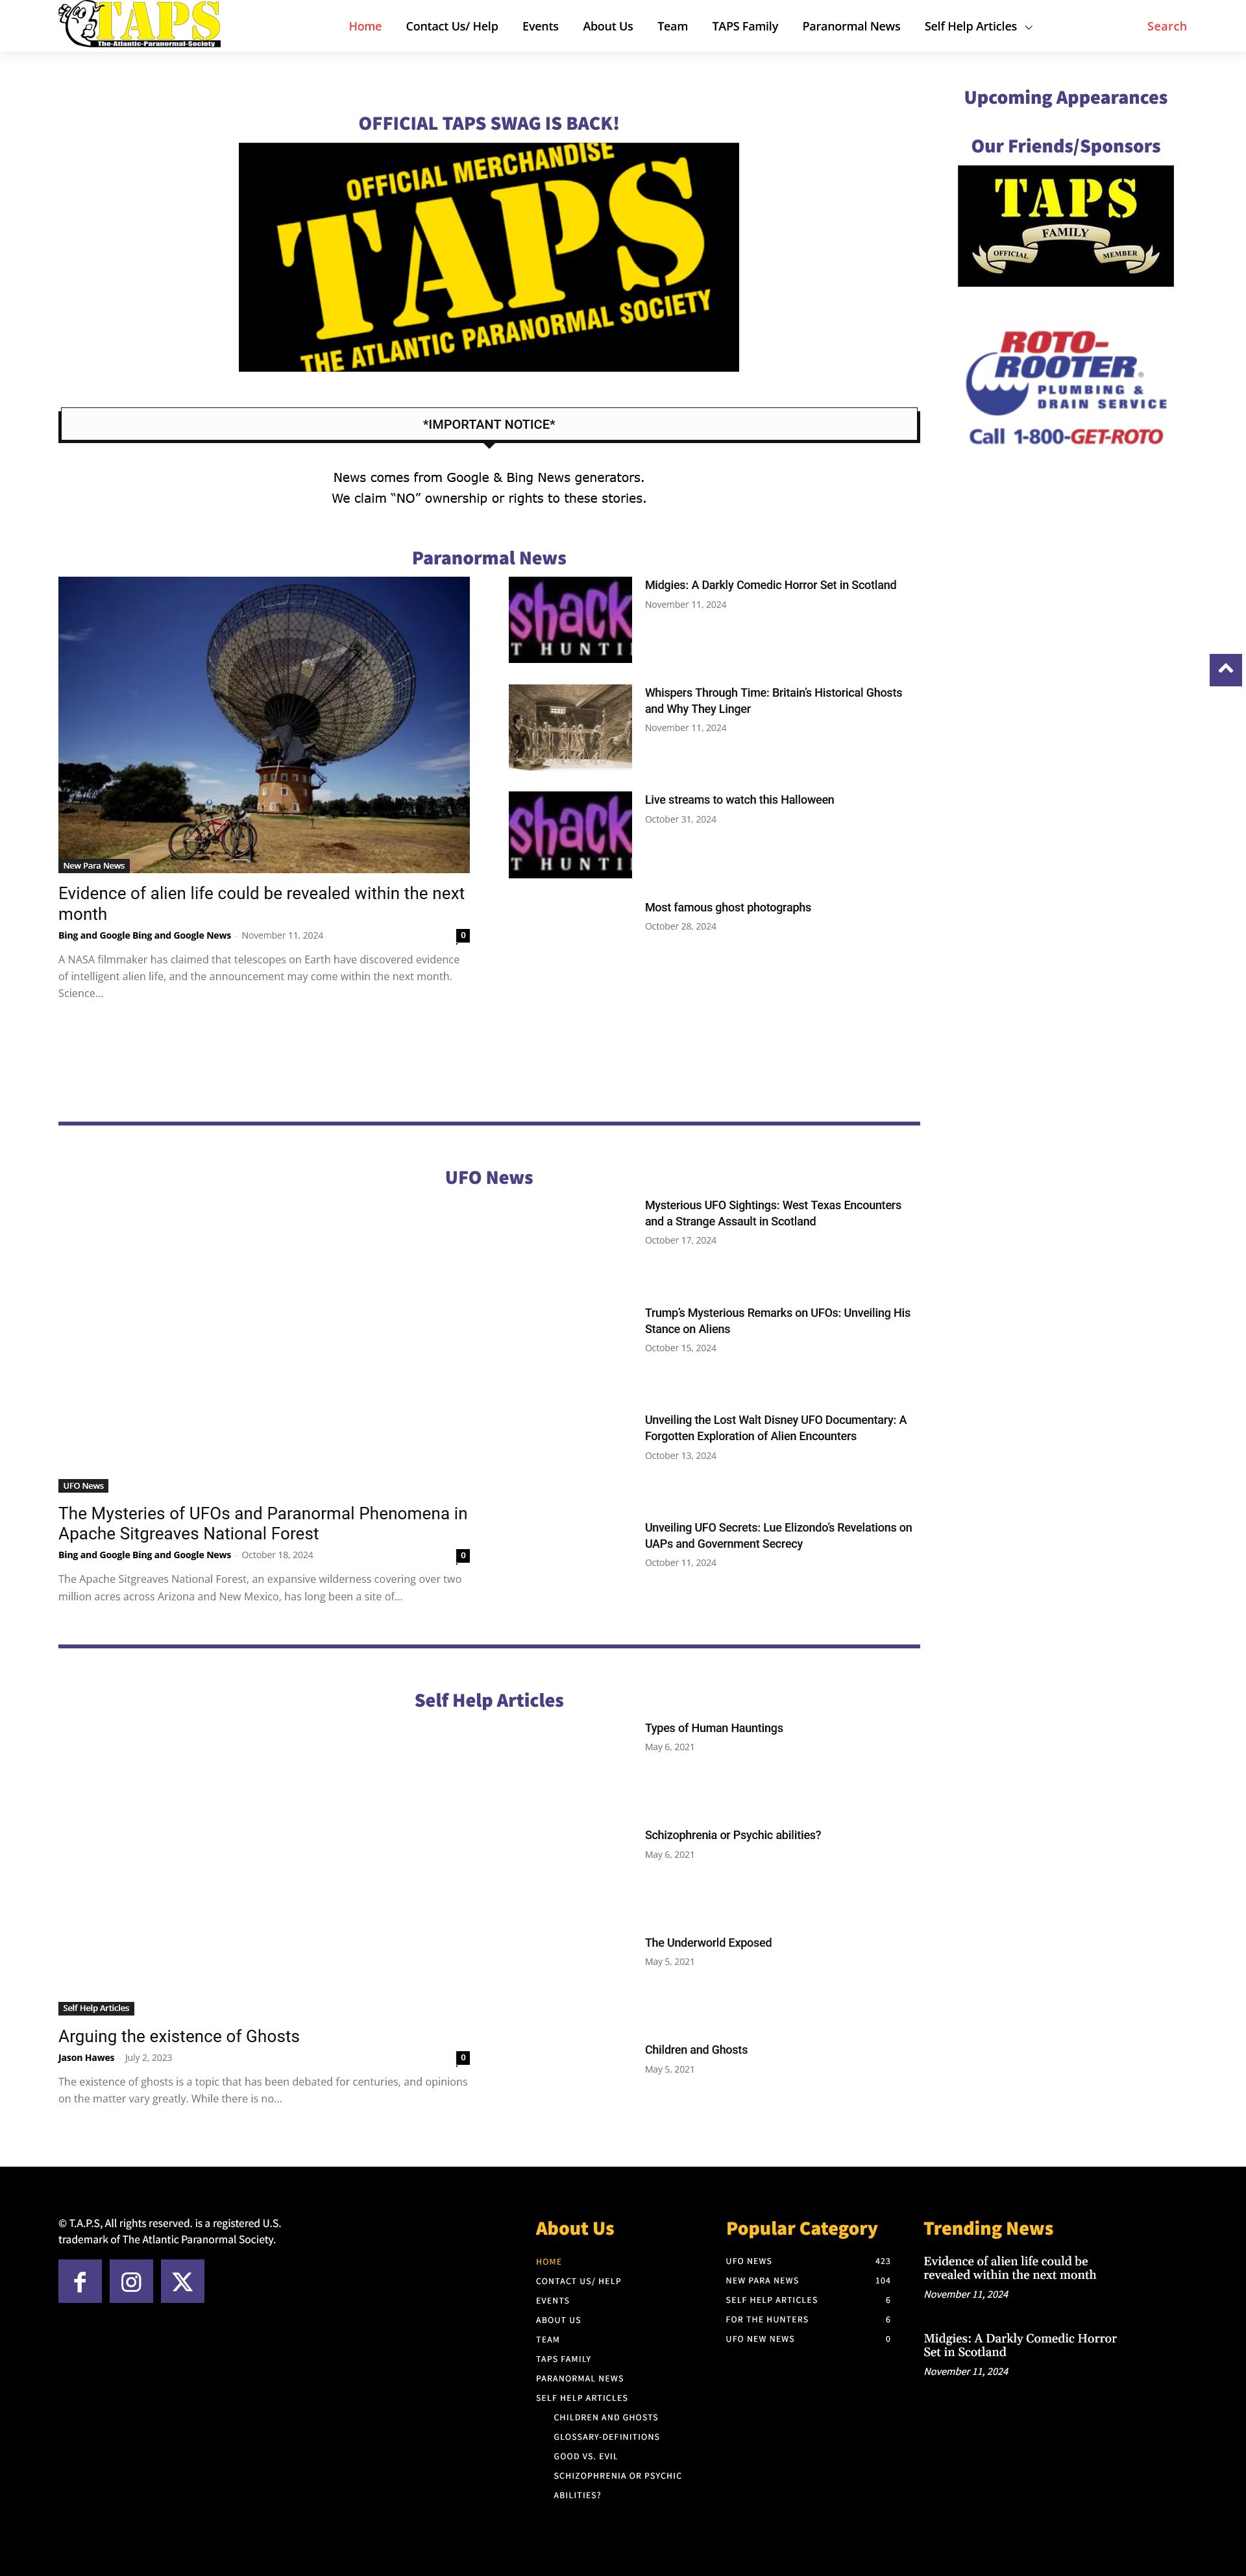 TAPS
The-Atlantic-Paranormal-Society
Home
Contact Us/ Help
Events
About Us
Team
TAPS Family
Paranormal News
Self Help Articles
Search
OFFICIAL TAPS SWAG IS BACK!
OFFICIAL MERCHANDISE
TAPS
THE ATLANTIC PARANORMAL SOCIETY
*IMPORTANT NOTICE*
News comes from Google & Bing News generators.
We claim “NO” ownership or rights to these stories.
Upcoming Appearances
Our Friends/Sponsors
TAPS
FAMILY
OFFICIAL
MEMBER
ROTO-
ROOTER®
PLUMBING &
DRAIN SERVICE
Call 1-800-GET-ROTO
Paranormal News
New Para News
Evidence of alien life could be revealed within the next
month
Bing and Google Bing and Google News - November 11, 2024
0
A NASA filmmaker has claimed that telescopes on Earth have discovered evidence
of intelligent alien life, and the announcement may come within the next month.
Science...
shack
T HUNTI
Midgies: A Darkly Comedic Horror Set in Scotland
November 11, 2024
Whispers Through Time: Britain’s Historical Ghosts
and Why They Linger
November 11, 2024
shack
T HUNTI
Live streams to watch this Halloween
October 31, 2024
Most famous ghost photographs
October 28, 2024
UFO News
UFO News
The Mysteries of UFOs and Paranormal Phenomena in
Apache Sitgreaves National Forest
Bing and Google Bing and Google News - October 18, 2024
0
The Apache Sitgreaves National Forest, an expansive wilderness covering over two
million acres across Arizona and New Mexico, has long been a site of...
Mysterious UFO Sightings: West Texas Encounters
and a Strange Assault in Scotland
October 17, 2024
Trump’s Mysterious Remarks on UFOs: Unveiling His
Stance on Aliens
October 15, 2024
Unveiling the Lost Walt Disney UFO Documentary: A
Forgotten Exploration of Alien Encounters
October 13, 2024
Unveiling UFO Secrets: Lue Elizondo’s Revelations on
UAPs and Government Secrecy
October 11, 2024
Self Help Articles
Self Help Articles
Arguing the existence of Ghosts
Jason Hawes - July 2, 2023
0
The existence of ghosts is a topic that has been debated for centuries, and opinions
on the matter vary greatly. While there is no...
Types of Human Hauntings
May 6, 2021
Schizophrenia or Psychic abilities?
May 6, 2021
The Underworld Exposed
May 5, 2021
Children and Ghosts
May 5, 2021
© T.A.P.S, All rights reserved. is a registered U.S.
trademark of The Atlantic Paranormal Society.
About Us
HOME
CONTACT US/ HELP
EVENTS
ABOUT US
TEAM
TAPS FAMILY
PARANORMAL NEWS
SELF HELP ARTICLES
CHILDREN AND GHOSTS
GLOSSARY-DEFINITIONS
GOOD VS. EVIL
SCHIZOPHRENIA OR PSYCHIC
ABILITIES?
Popular Category
UFO NEWS 423
NEW PARA NEWS 104
SELF HELP ARTICLES 6
FOR THE HUNTERS 6
UFO NEW NEWS 0
Trending News
Evidence of alien life could be
revealed within the next month
November 11, 2024
Midgies: A Darkly Comedic Horror
Set in Scotland
November 11, 2024